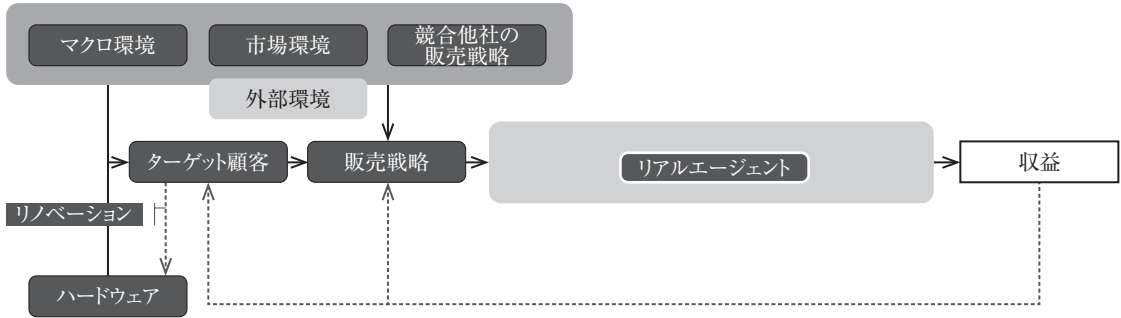 マクロ環境
市場環境
競合他社の
販売戦略
外部環境
ターゲット顧客
販売戦略
リアルエージェント
収益
リノベーション
ハードウェア